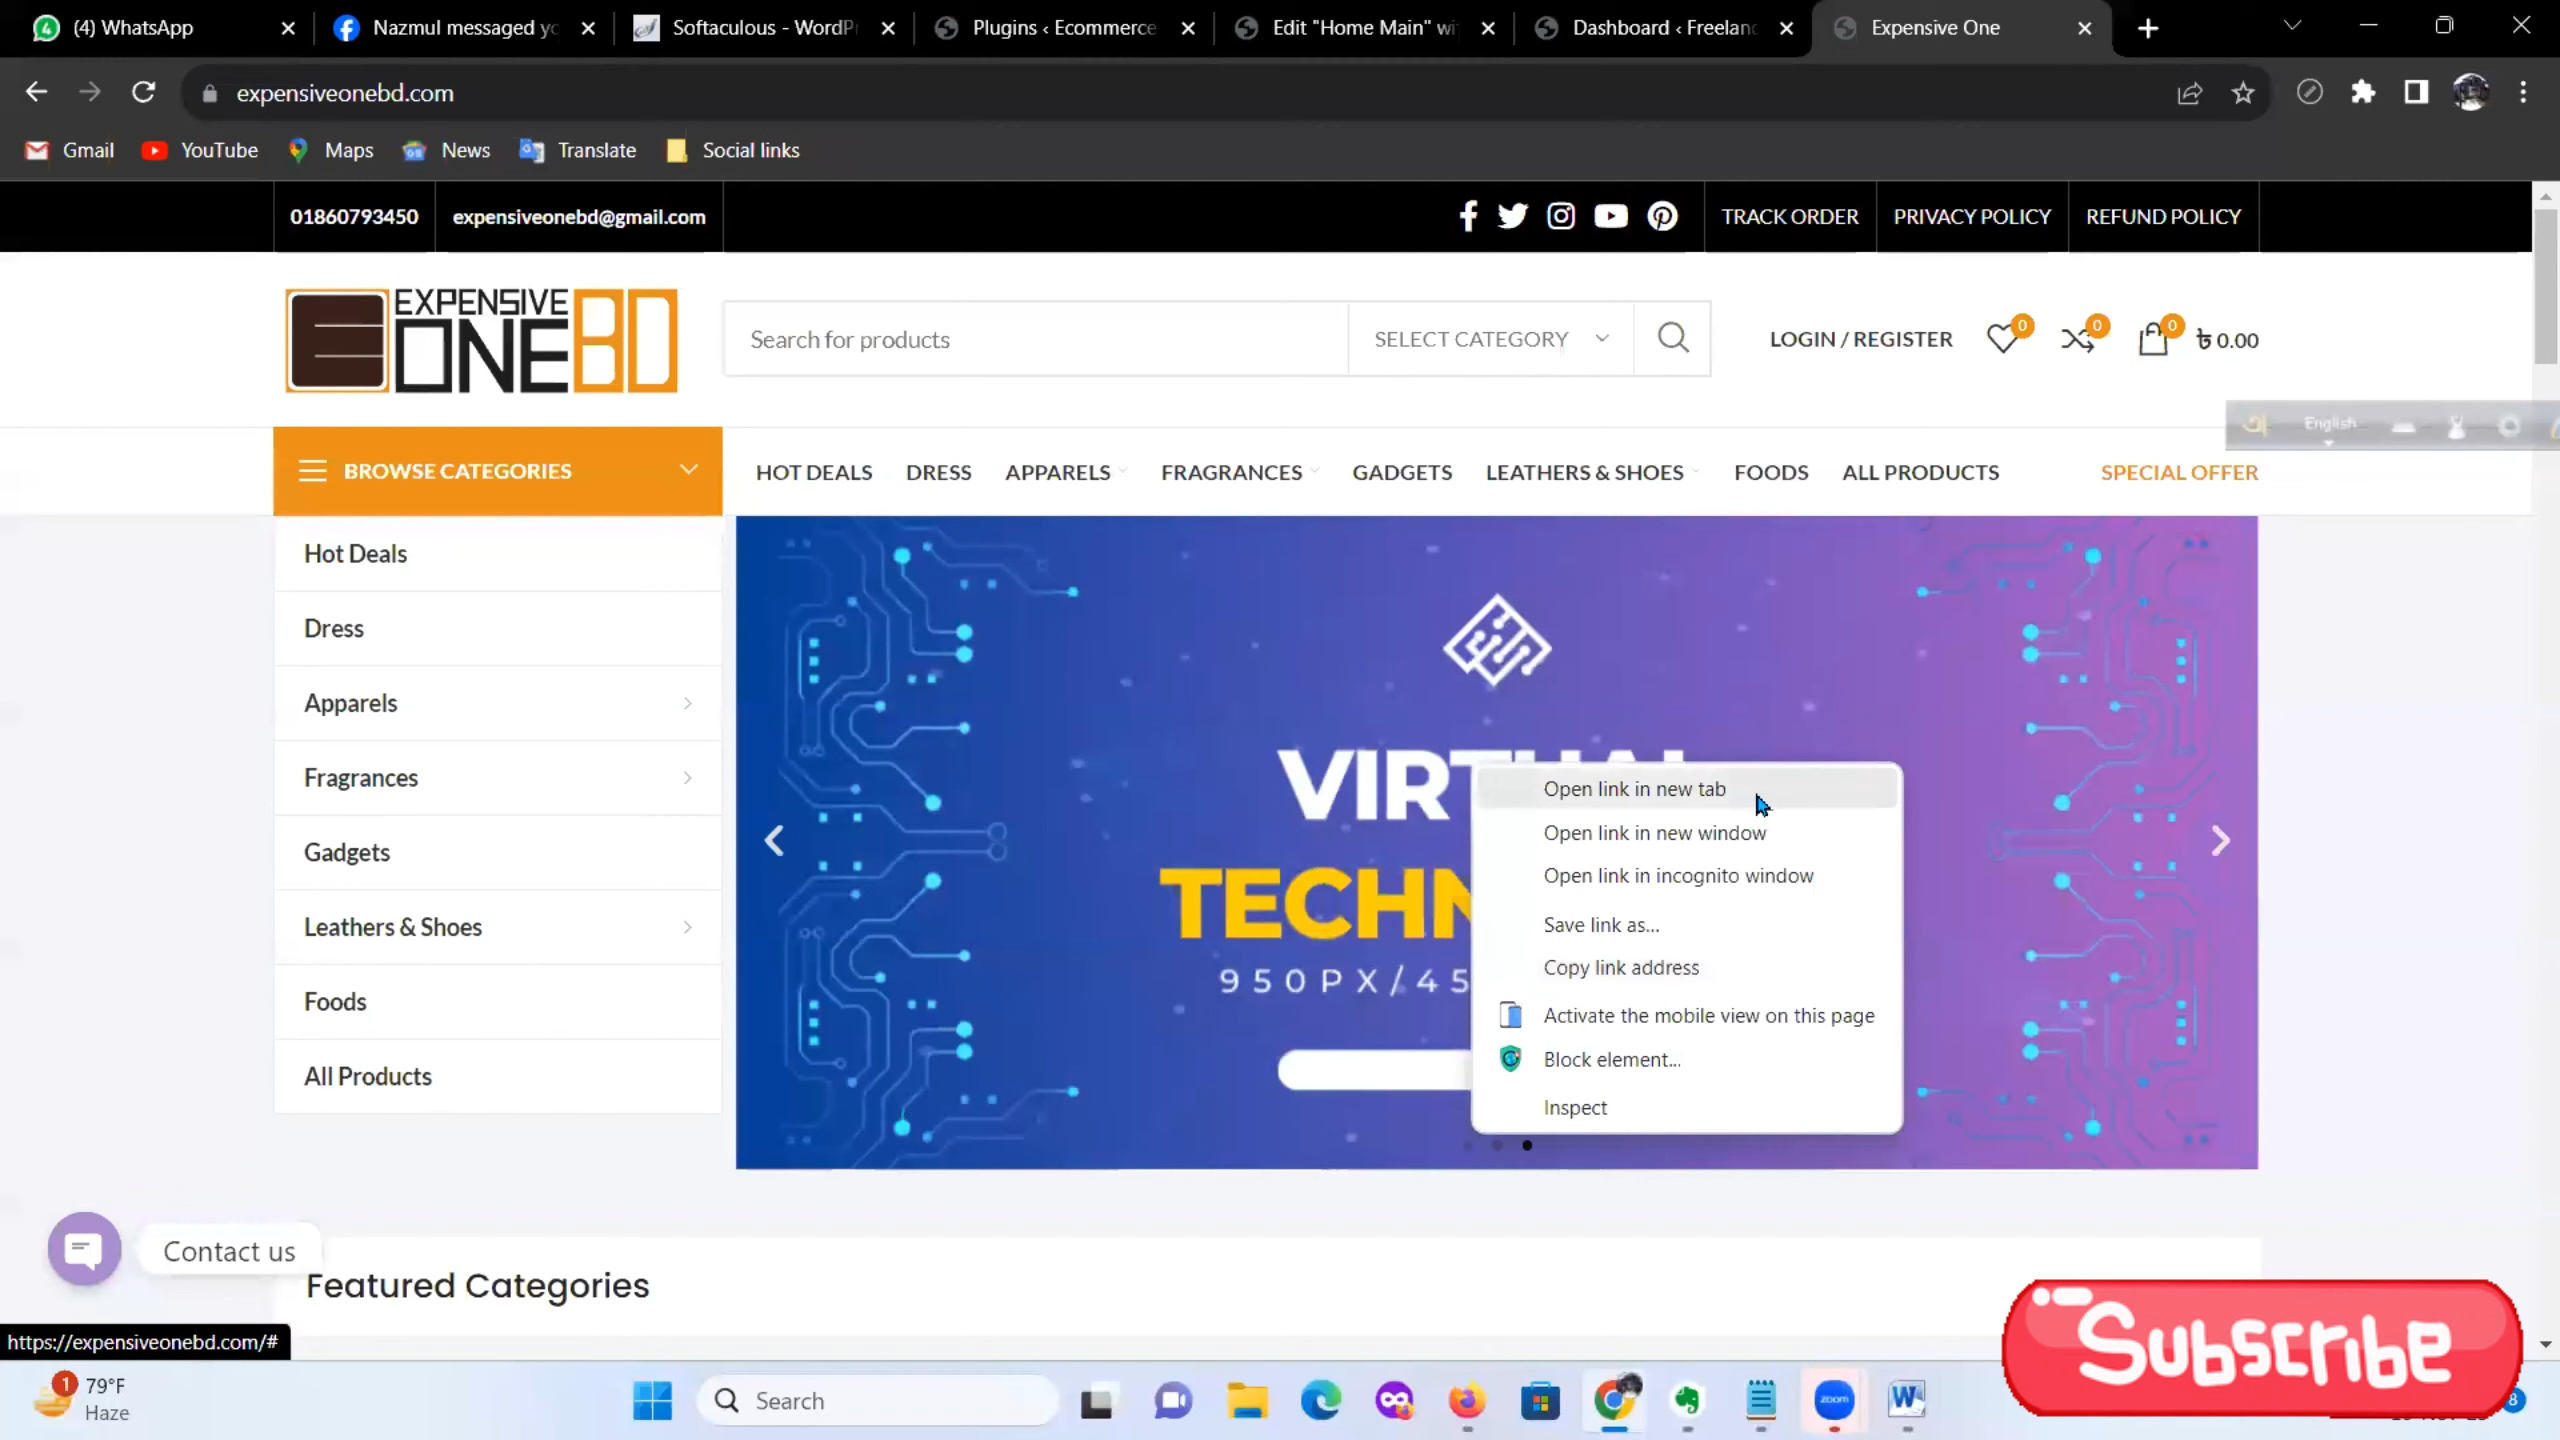 (4) WhatsApp
Nazmul messaged yo
Softaculous - WordP
Plugins ‹ Ecommerce
Edit "Home Main" wi
Dashboard ‹ Freelanc
Expensive One
expensiveonebd.com
Gmail
YouTube
Maps
News
Translate
Social links
01860793450
expensiveonebd@gmail.com
TRACK ORDER
PRIVACY POLICY
REFUND POLICY
EXPENSIVE
ONEBD
Search for products
SELECT CATEGORY
LOGIN / REGISTER
0
0
0
৳ 0.00
English
BROWSE CATEGORIES
HOT DEALS
DRESS
APPARELS
FRAGRANCES
GADGETS
LEATHERS & SHOES
FOODS
ALL PRODUCTS
SPECIAL OFFER
Hot Deals
Dress
Apparels
Fragrances
Gadgets
Leathers & Shoes
Foods
All Products
TECHN
950PX/45
Open link in new tab
Open link in new window
Open link in incognito window
Save link as...
Copy link address
Activate the mobile view on this page
Block element...
Inspect
Contact us
Featured Categories
https://expensiveonebd.com/#
Subscribe
1
79°F
Haze
Search
zoom
8